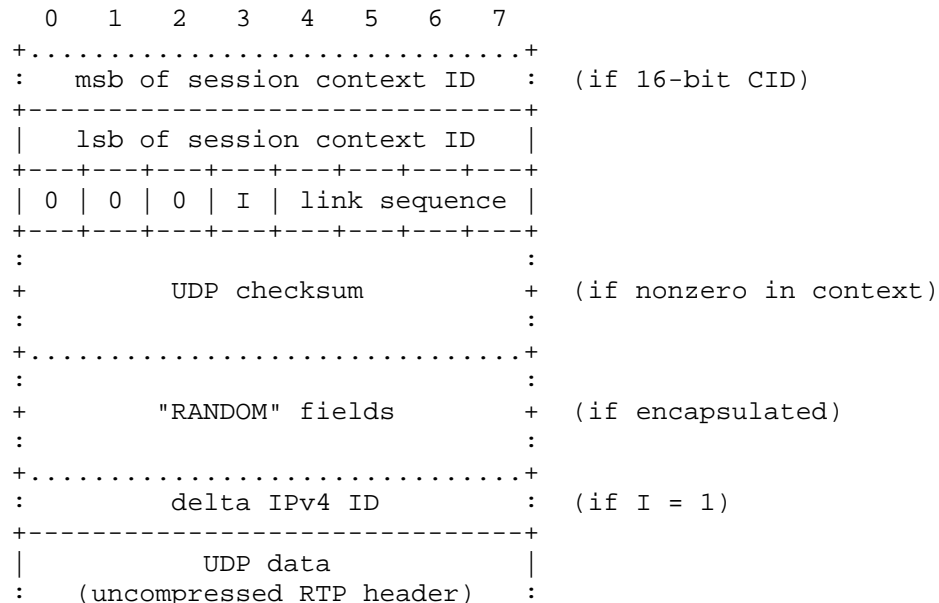 0   1   2   3   4   5   6   7
+...............................+
:   msb of session context ID   :  (if 16-bit CID)
+-------------------------------+
|   lsb of session context ID   |
+---+---+---+---+---+---+---+---+
| 0 | 0 | 0 | I | link sequence |
+---+---+---+---+---+---+---+---+
:                               :
+         UDP checksum          +  (if nonzero in context)
:                               :
+...............................+
:                               :
+        "RANDOM" fields        +  (if encapsulated)
:                               :
+...............................+
:         delta IPv4 ID         :  (if I = 1)
+-------------------------------+
|           UDP data            |
:   (uncompressed RTP header)   :